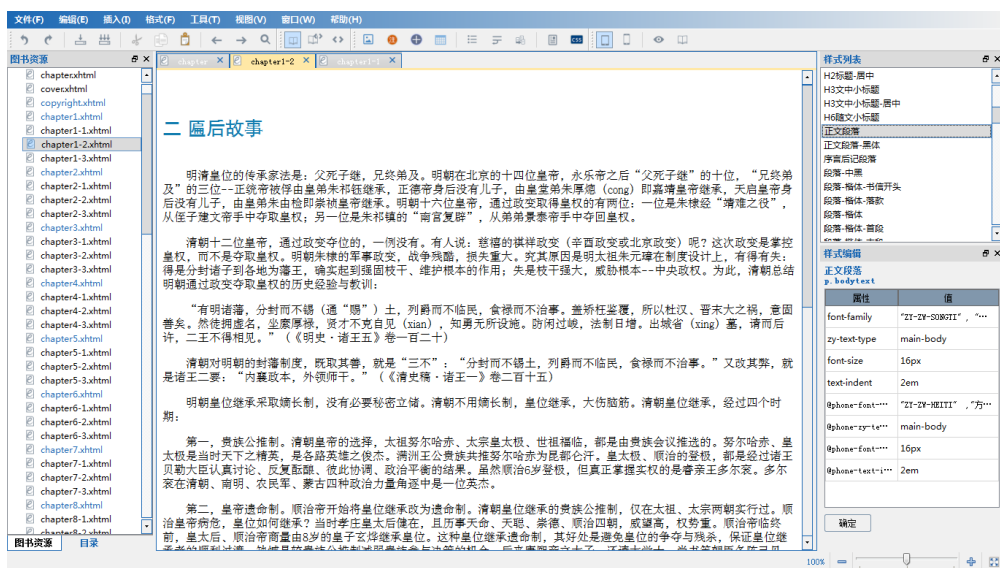 文件(F) 编辑(E) 插入(I) 格式(F) 工具(T) 视图(V) 窗口(W) 帮助(H)
图书资源
chapter.xhtml
cover.xhtml
copyright.xhtml
chapter1.xhtml
chapter1-1.xhtml
chapter1-2.xhtml
chapter1-3.xhtml
chapter2.xhtml
chapter2-1.xhtml
chapter2-2.xhtml
chapter2-3.xhtml
chapter3.xhtml
chapter3-1.xhtml
chapter3-2.xhtml
chapter3-3.xhtml
chapter4.xhtml
chapter4-1.xhtml
chapter4-2.xhtml
chapter4-3.xhtml
chapter5.xhtml
chapter5-2.xhtml
chapter5-3.xhtml
chapter6.xhtml
chapter6-1.xhtml
chapter6-2.xhtml
chapter6-3.xhtml
chapter7.xhtml
chapter7-1.xhtml
chapter7-2.xhtml
chapter7-3.xhtml
chapter8.xhtml
chapter8-1.xhtml
chapter8-2.xhtml
图书资源 目录
chapter chapter1-2 chapter1-1
二 匾后故事
明清皇位的传承家法是：父死子继，兄终弟及。明朝在北京的十四位皇帝，永乐帝之后“父死子继”的十位，“兄终弟
及”的三位--正统帝被俘由皇弟朱祁钰继承，正德帝身后没有儿子，由皇堂弟朱厚熜（cong）即嘉靖皇帝继承，天启皇帝身
后没有儿子，由皇弟朱由检即崇祯皇帝继承。明朝十六位皇帝，通过政变取得皇权的有两位：一位是朱棣经“靖难之役”，
从侄子建文帝手中夺取皇权；另一位是朱祁镇的“南宫复辟”，从弟弟景泰帝手中夺回皇权。
清朝十二位皇帝，通过政变夺位的，一例没有。有人说：慈禧的祺祥政变（辛酉政变或北京政变）呢？这次政变是掌控
皇权，而不是夺取皇权。明朝朱棣的军事政变，战争残酷，损失重大。究其原因是明太祖朱元璋在制度设计上，有得有失：
得是分封诸子到各地为藩王，确实起到强固枝干、维护根本的作用；失是枝干强大，威胁根本--中央政权。为此，清朝总结
明朝通过政变夺取皇权的历史经验与教训：
“有明诸藩，分封而不锡（通“赐”）土，列爵而不临民，食禄而不治事。盖矫枉鉴覆，所以杜汉、晋末大之祸，意固
善矣。然徒拥虚名，坐縻厚禄，贤才不克自见（xian），知勇无所设施。防闲过峻，法制日增。出城省（xing）墓，请而后
许，二王不得相见。”（《明史·诸王五》卷一百二十）
清朝对明朝的封藩制度，既取其善，就是“三不”：“分封而不锡土，列爵而不临民，食禄而不治事。”又改其弊，就
是诸王二要：“内襄政本，外领师干。”（《清史稿·诸王一》卷二百十五）
明朝皇位继承采取嫡长制，没有必要秘密立储。清朝不用嫡长制，皇位继承，大伤脑筋。清朝皇位继承，经过四个时
期：
第一，贵族公推制。清朝皇帝的选择，太祖努尔哈赤、太宗皇太极、世祖福临，都是由贵族会议推选的。努尔哈赤、皇
太极是当时天下之精英，是各路英雄之俊杰。满洲王公贵族共推努尔哈赤为昆都仑汗。皇太极、顺治的登极，都是经过诸王
贝勒大臣认真讨论、反复酝酿、彼此协调、政治平衡的结果。虽然顺治6岁登极，但真正掌握实权的是睿亲王多尔衮。多尔
衮在清朝、南明、农民军、蒙古四种政治力量角逐中是一位英杰。
第二，皇帝遗命制。顺治帝开始将皇位继承改为遗命制。清朝皇位继承的贵族公推制，仅在太祖、太宗两朝实行过。顺
治皇帝病危，皇位如何继承？当时孝庄皇太后健在，且历事天命、天聪、崇德、顺治四朝，威望高，权势重。顺治帝临终
前，皇太后、顺治帝商量由8岁的皇子玄烨继承皇位。这种皇位继承遗命制，其好处是避免皇位的争夺与残杀，保证皇位继
样式列表
H2标题-居中
H3文中小标题
H3文中小标题-居中
H6随文小标题
正文段落
正文段落-黑体
序言后记段落
段落-中黑
段落-楷体-书信开头
段落-楷体-落款
段落-楷体
段落-楷体-首段
样式编辑
正文段落
p.bodytext
属性 值
font-family "ZY-ZW-SONGTI"，"…
zy-text-type main-body
font-size 16px
text-indent 2em
@phone-font-… "ZY-ZW-HEITI"，"方…
@phone-zy-te… main-body
@phone-font-… 16px
@phone-text-i… 2em
确定
100%